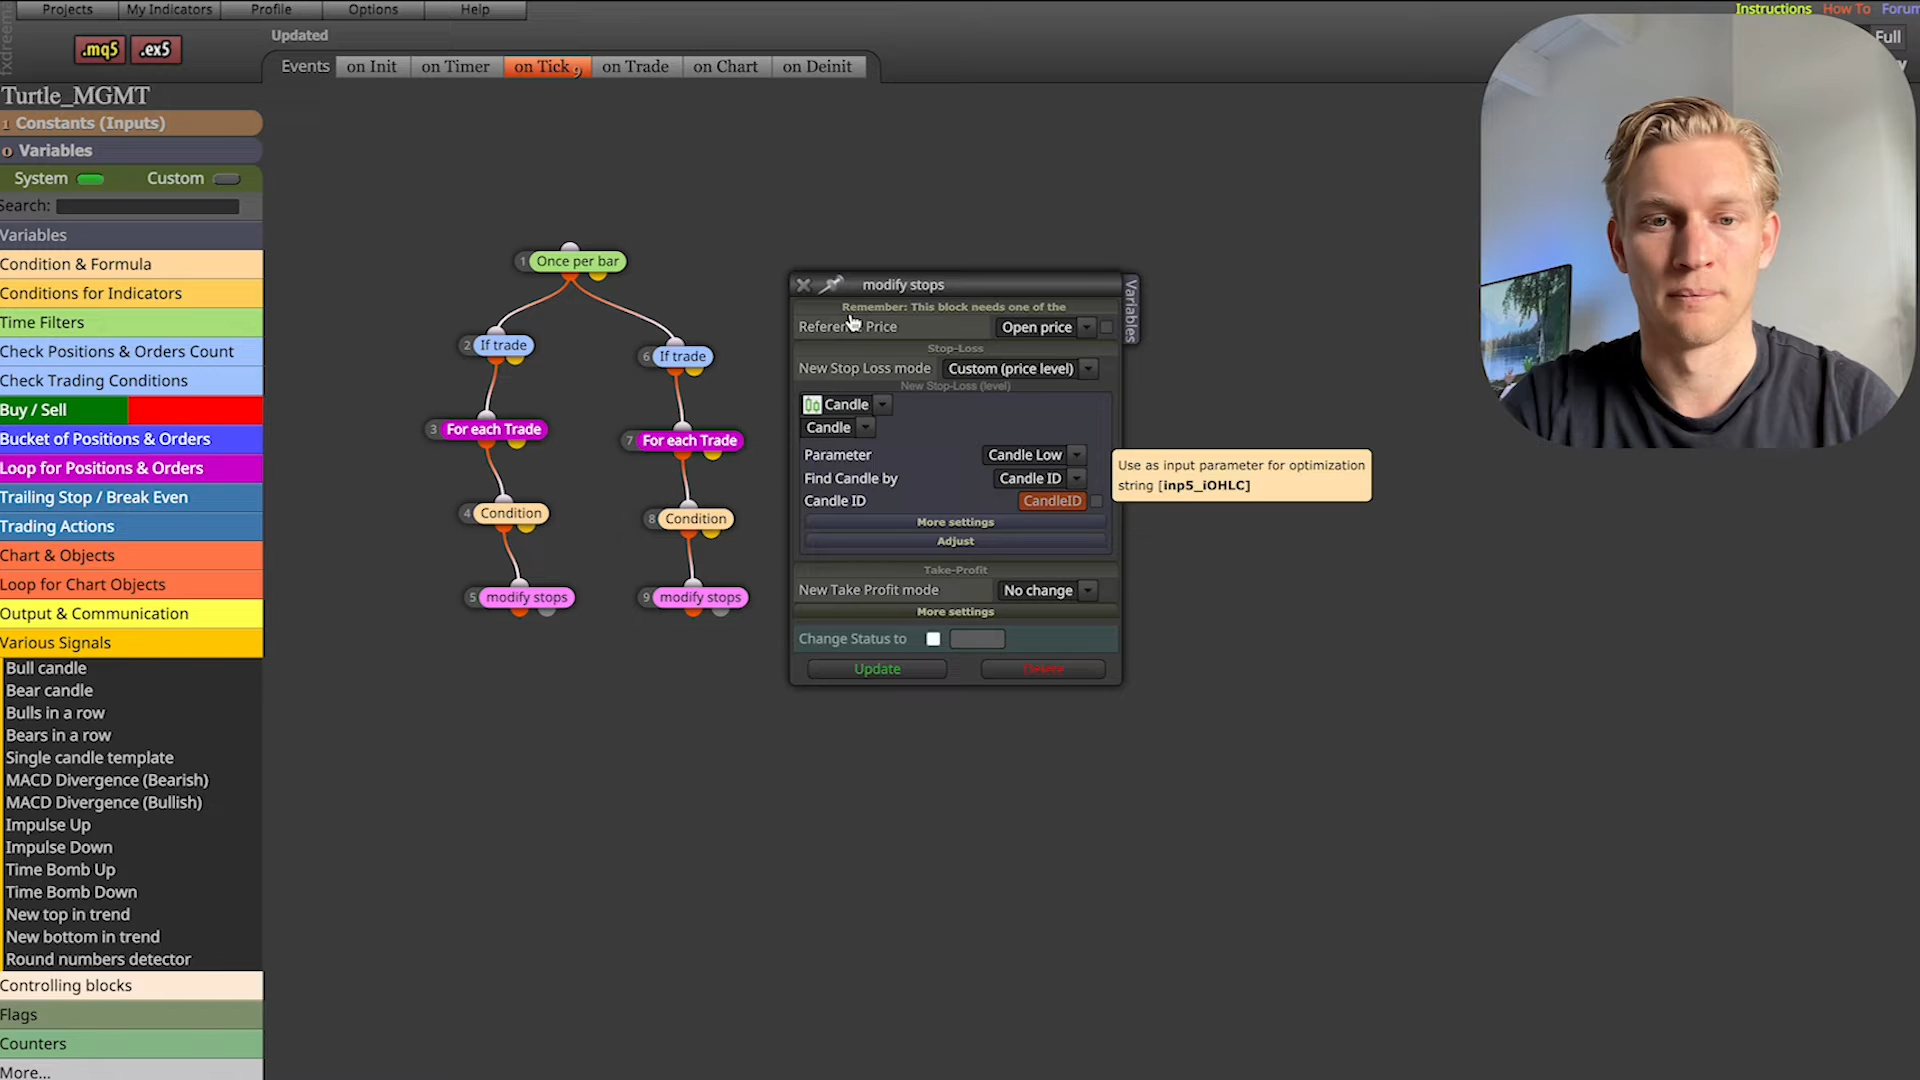 Projects
My Indicators
Profile
Options
Help
Instructions
How To
Forum
fxdreema
.mq5
.ex5
Updated
Full
Events
on Init
on Timer
on Tick 9
on Trade
on Chart
on Deinit
Turtle_MGMT
1 Constants (Inputs)
0 Variables
System
Custom
Search:
Variables
Condition & Formula
Conditions for Indicators
Time Filters
Check Positions & Orders Count
Check Trading Conditions
Buy / Sell
Bucket of Positions & Orders
Loop for Positions & Orders
Trailing Stop / Break Even
Trading Actions
Chart & Objects
Loop for Chart Objects
Output & Communication
Various Signals
Bull candle
Bear candle
Bulls in a row
Bears in a row
Single candle template
MACD Divergence (Bearish)
MACD Divergence (Bullish)
Impulse Up
Impulse Down
Time Bomb Up
Time Bomb Down
New top in trend
New bottom in trend
Round numbers detector
Controlling blocks
Flags
Counters
More...
1 Once per bar
2 If trade
6 If trade
3 For each Trade
7 For each Trade
4 Condition
8 Condition
5 modify stops
9 modify stops
modify stops
Variables
Remember: This block needs one of the
Reference Price
Open price
Stop-Loss
New Stop Loss mode
Custom (price level)
New Stop-Loss (level)
Candle
Candle
Parameter
Candle Low
Find Candle by
Candle ID
Candle ID
CandleID
More settings
Adjust
Take-Profit
New Take Profit mode
No change
More settings
Change Status to
Update
Delete
Use as input parameter for optimization
string [inp5_iOHLC]